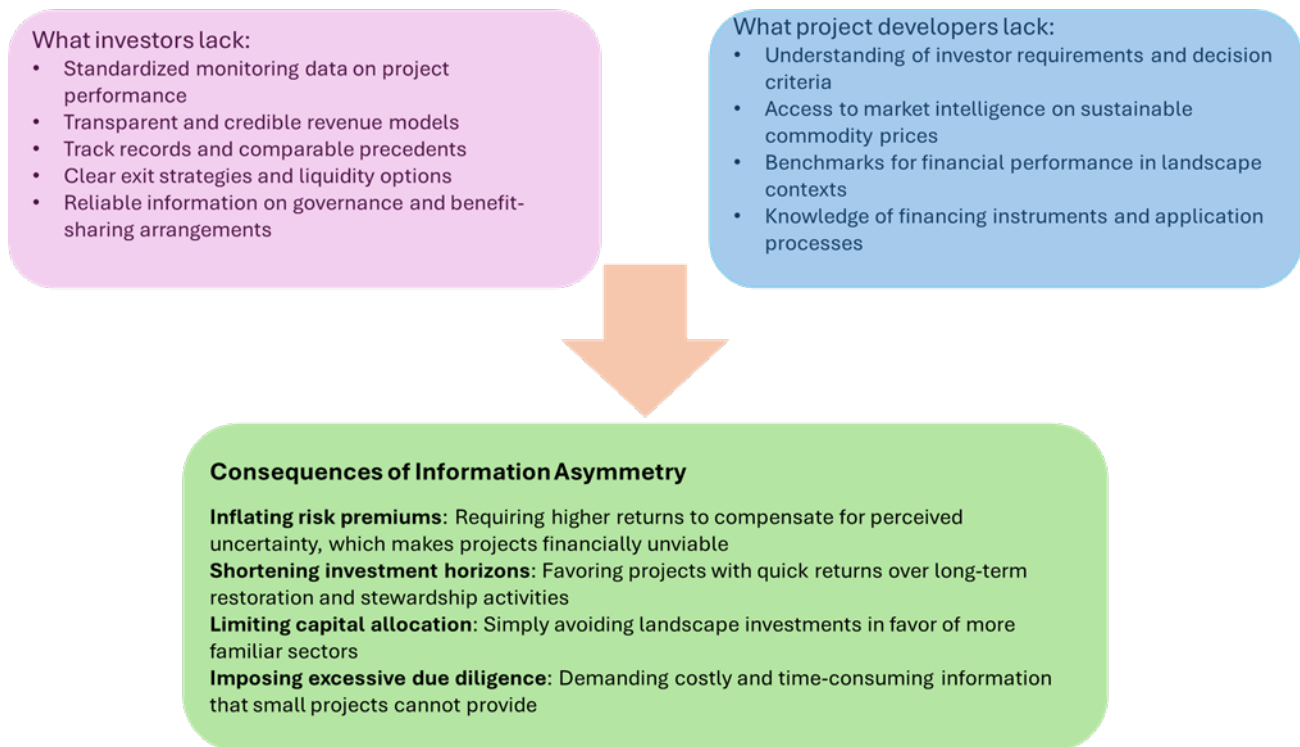 What investors lack:
• Standardized monitoring data on project
performance
• Transparent and credible revenue models
• Track records and comparable precedents
• Clear exit strategies and liquidity options
• Reliable information on governance and benefit-
sharing arrangements
What project developers lack:
• Understanding of investor requirements and decision
criteria
• Access to market intelligence on sustainable
commodity prices
• Benchmarks for financial performance in landscape
contexts
• Knowledge of financing instruments and application
processes
Consequences of Information Asymmetry
Inflating risk premiums: Requiring higher returns to compensate for perceived
uncertainty, which makes projects financially unviable
Shortening investment horizons: Favoring projects with quick returns over long-term
restoration and stewardship activities
Limiting capital allocation: Simply avoiding landscape investments in favor of more
familiar sectors
Imposing excessive due diligence: Demanding costly and time-consuming information
that small projects cannot provide